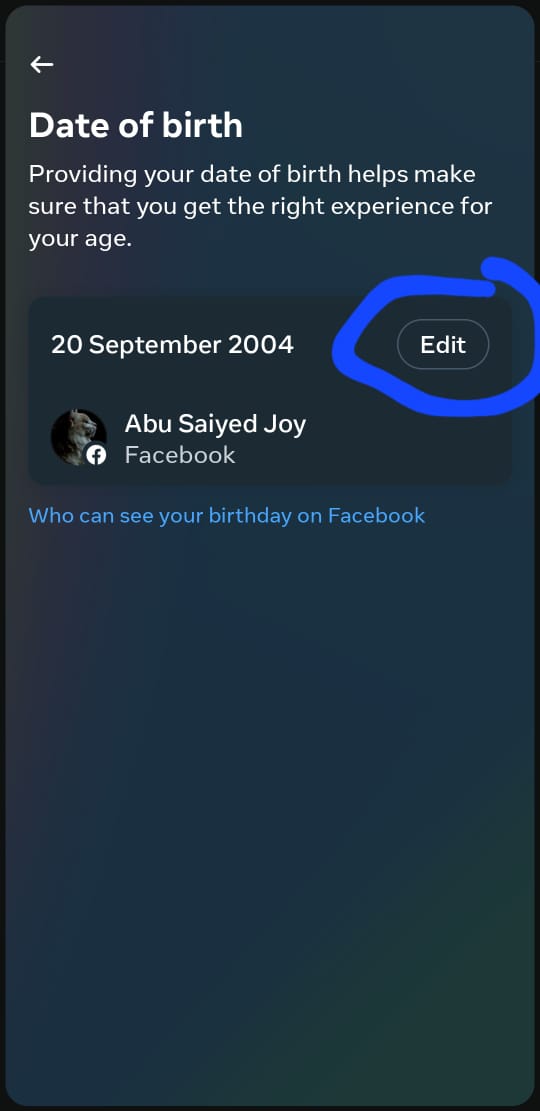 Date of birth
Providing your date of birth helps make
sure that you get the right experience for
your age.
20 September 2004
Edit
Abu Saiyed Joy
Facebook
Who can see your birthday on Facebook